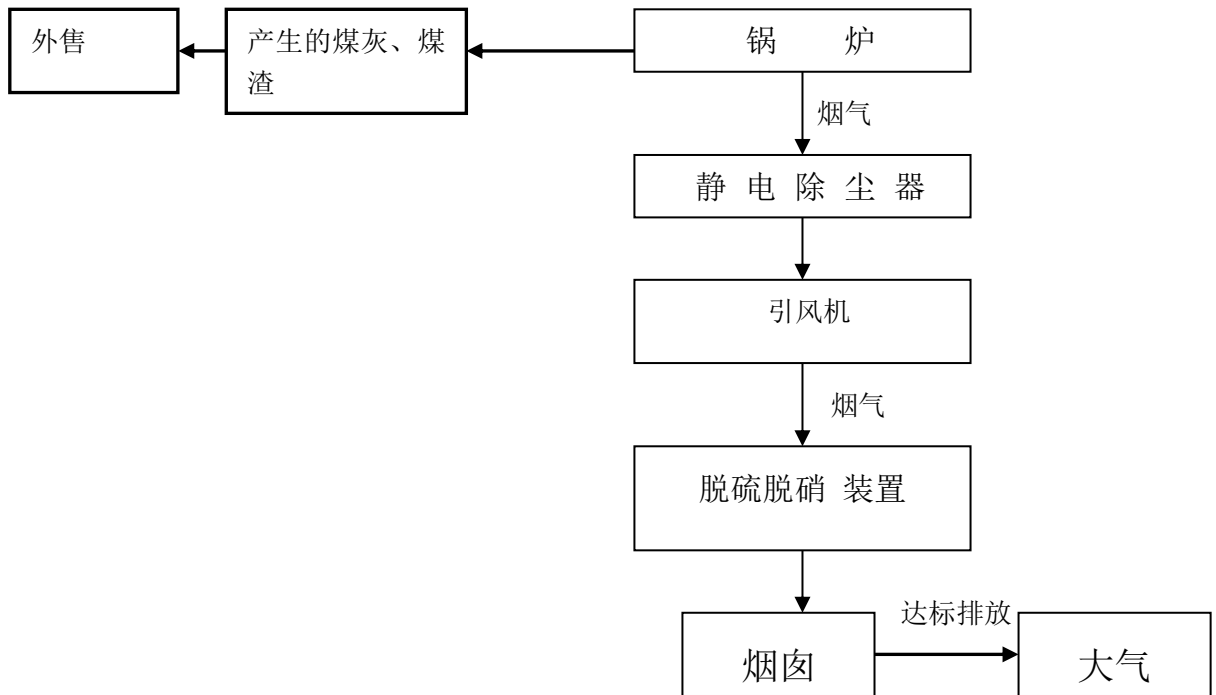 外售
产生的煤灰、煤
渣
锅 炉
烟气
静 电 除 尘 器
引风机
烟气
脱硫脱硝 装置
达标排放
烟囱
大气